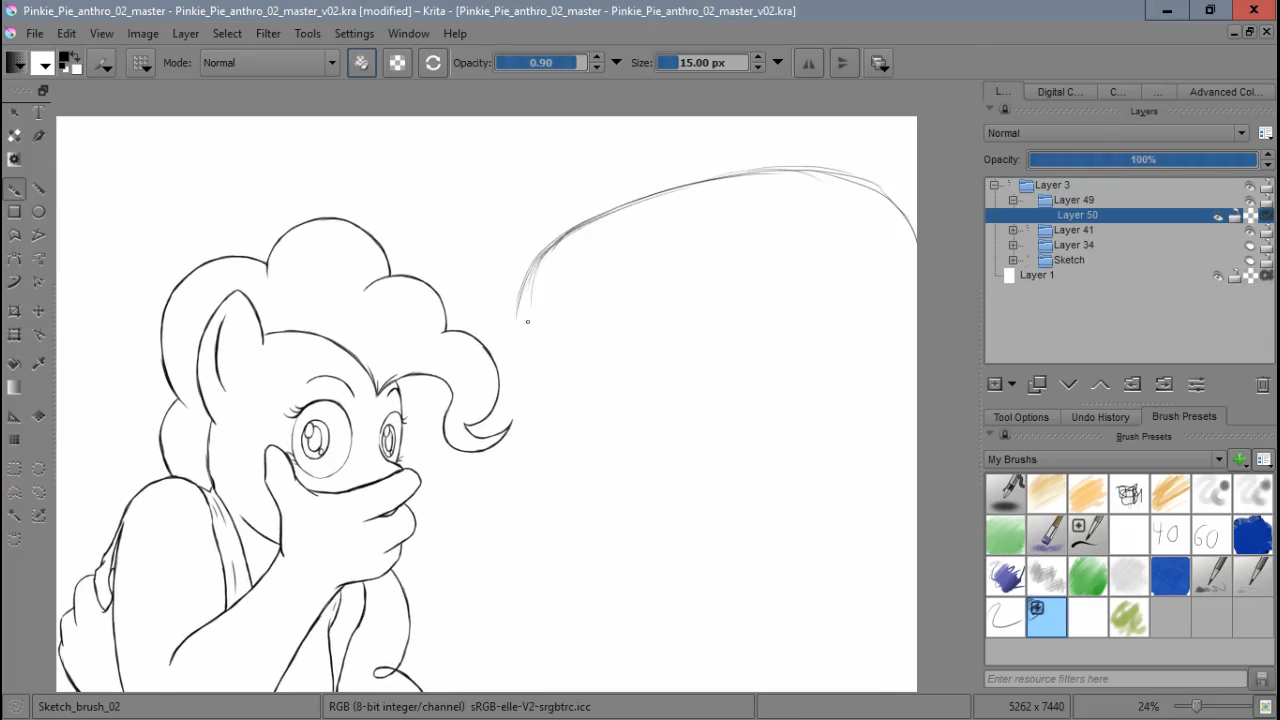 Pinkie_Pie_anthro_02_master - Pinkie_Pie_anthro_02_master_v02.kra [modified] - Krita - [Pinkie_Pie_anthro_02_master - Pinkie_Pie_anthro_02_master_v02.kra]
File Edit View Image Layer Select Filter Tools Settings Window Help
Mode: Normal Opacity: 0.90 Size: 15.00 px
L... Digital C... C... ... Advanced Col...
Layers
Normal
Opacity: 100%
Layer 3
Layer 49
Layer 50
Layer 41
Layer 34
Sketch
Layer 1
Tool Options Undo History Brush Presets
Brush Presets
My Brushes
40 60
Enter resource filters here
Sketch_brush_02 RGB (8-bit integer/channel) sRGB-elle-V2-srgbtrc.icc 5262 x 7440 24%